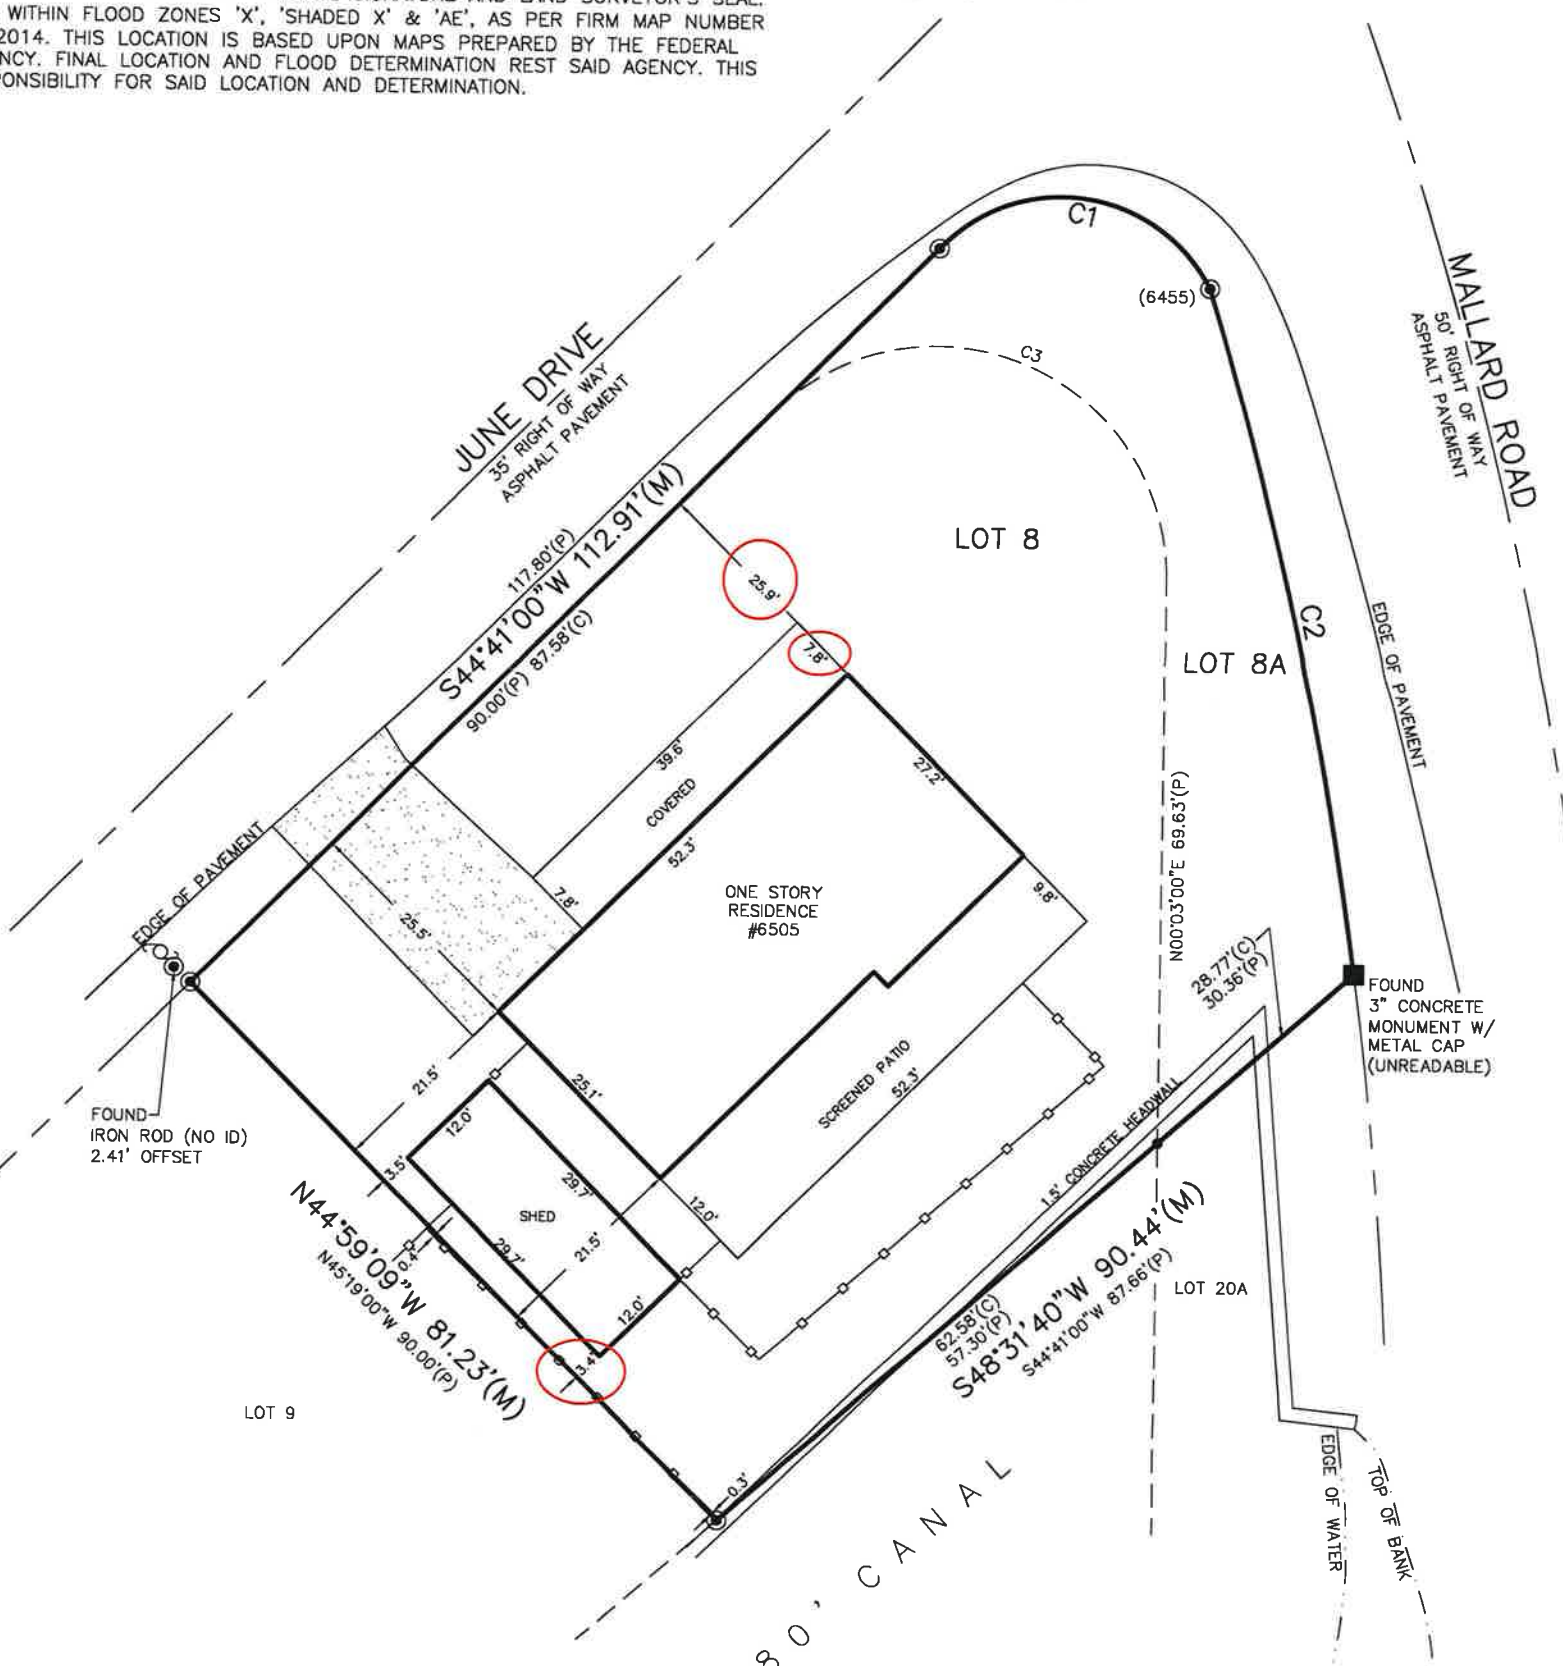 WITHIN FLOOD ZONES 'X', 'SHADED X' & 'AE', AS PER FIRM MAP NUMBER
2014. THIS LOCATION IS BASED UPON MAPS PREPARED BY THE FEDERAL
NCY. FINAL LOCATION AND FLOOD DETERMINATION REST SAID AGENCY. THIS
ONSIBILITY FOR SAID LOCATION AND DETERMINATION.
C1
(6455)
MALLARD ROAD
50' RIGHT OF WAY
ASPHALT PAVEMENT
C3
JUNE DRIVE
35' RIGHT OF WAY
ASPHALT PAVEMENT
117.80'(P)
S44°41'00"W 112.91'(M)
90.00'(P) 87.58'(C)
LOT 8
25.9'
7.8'
C2
LOT 8A
EDGE OF PAVEMENT
39.6'
COVERED
27.2'
52.3'
N00°03'00"E 69.63'(P)
EDGE OF PAVEMENT
25.5'
7.8'
ONE STORY
RESIDENCE
#6505
9.8'
28.77'(C)
30.36'(P)
FOUND
3" CONCRETE
MONUMENT W/
METAL CAP
(UNREADABLE)
FOUND
IRON ROD (NO ID)
2.41' OFFSET
21.5'
25.1'
SCREENED PATIO
52.3'
1.5' CONCRETE HEADWALL
12.0'
3.5'
29.7'
SHED
12.0'
29.7'
21.5'
0.4'
12.0'
3.4'
N44°59'09"W 81.23'(M)
N45°19'00"W 90.00'(P)
62.58'(C)
57.30'(P)
S48°31'40"W 90.44'(M)
S44°41'00"W 87.66'(P)
LOT 20A
LOT 9
0.3'
80' CANAL
EDGE OF WATER
TOP OF BANK